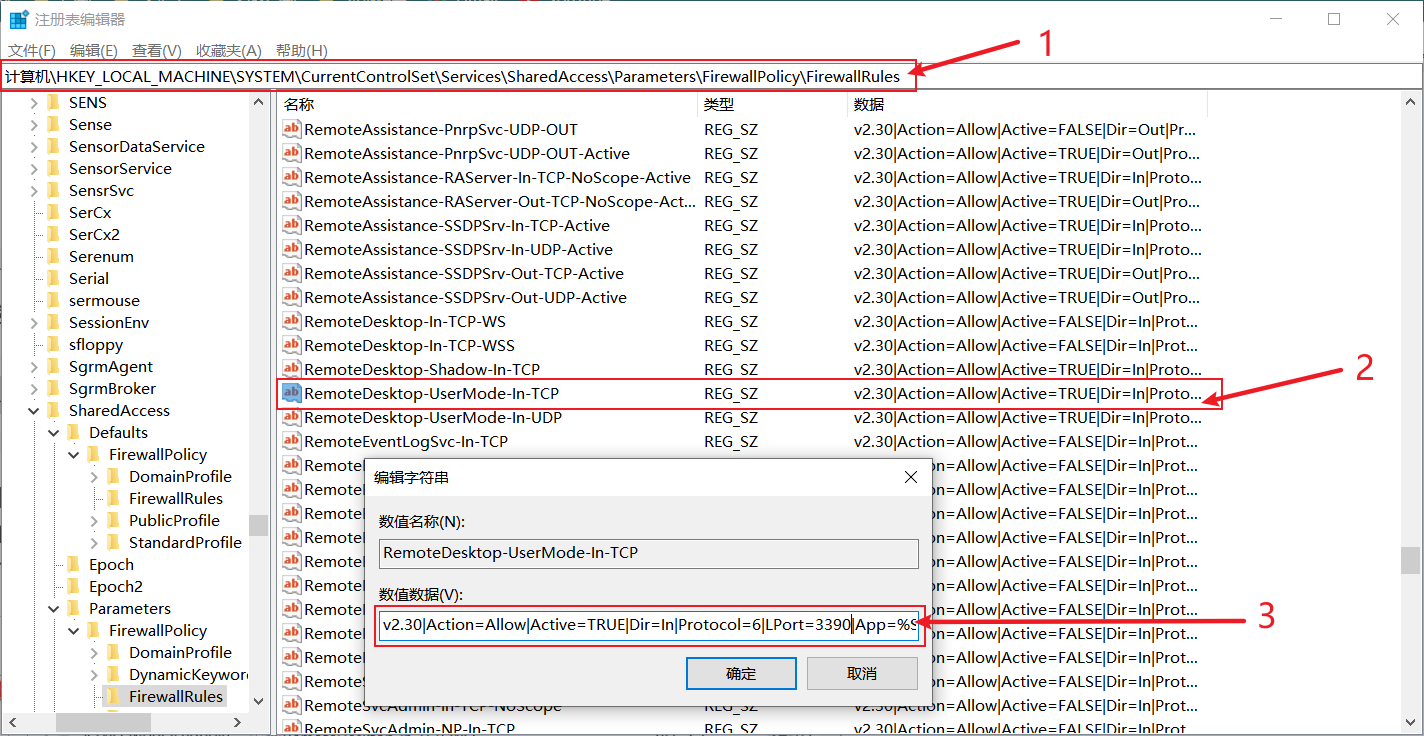 注册表编辑器
文件(F) 编辑(E) 查看(V) 收藏夹(A) 帮助(H)
1
计算机\HKEY_LOCAL_MACHINE\SYSTEM\CurrentControlSet\Services\SharedAccess\Parameters\FirewallPolicy\FirewallRules
SENS
Sense
SensorDataService
SensorService
SensrSvc
SerCx
SerCx2
Serenum
Serial
sermouse
SessionEnv
sfloppy
SgrmAgent
SgrmBroker
SharedAccess
Defaults
FirewallPolicy
DomainProfile
FirewallRules
PublicProfile
StandardProfile
Epoch
Epoch2
Parameters
FirewallPolicy
DomainProfile
DynamicKeywor
FirewallRules
名称 类型 数据
RemoteAssistance-PnrpSvc-UDP-OUT REG_SZ v2.30|Action=Allow|Active=FALSE|Dir=Out|Pr...
RemoteAssistance-PnrpSvc-UDP-OUT-Active REG_SZ v2.30|Action=Allow|Active=TRUE|Dir=Out|Pro...
RemoteAssistance-RAServer-In-TCP-NoScope-Active REG_SZ v2.30|Action=Allow|Active=TRUE|Dir=In|Proto...
RemoteAssistance-RAServer-Out-TCP-NoScope-Act... REG_SZ v2.30|Action=Allow|Active=TRUE|Dir=Out|Pro...
RemoteAssistance-SSDPSrv-In-TCP-Active REG_SZ v2.30|Action=Allow|Active=TRUE|Dir=In|Proto...
RemoteAssistance-SSDPSrv-In-UDP-Active REG_SZ v2.30|Action=Allow|Active=TRUE|Dir=In|Proto...
RemoteAssistance-SSDPSrv-Out-TCP-Active REG_SZ v2.30|Action=Allow|Active=TRUE|Dir=Out|Pro...
RemoteAssistance-SSDPSrv-Out-UDP-Active REG_SZ v2.30|Action=Allow|Active=TRUE|Dir=Out|Pro...
RemoteDesktop-In-TCP-WS REG_SZ v2.30|Action=Allow|Active=FALSE|Dir=In|Prot...
RemoteDesktop-In-TCP-WSS REG_SZ v2.30|Action=Allow|Active=FALSE|Dir=In|Prot...
RemoteDesktop-Shadow-In-TCP REG_SZ v2.30|Action=Allow|Active=TRUE|Dir=In|Proto...
2
RemoteDesktop-UserMode-In-TCP REG_SZ v2.30|Action=Allow|Active=TRUE|Dir=In|Proto...
RemoteDesktop-UserMode-In-UDP REG_SZ v2.30|Action=Allow|Active=TRUE|Dir=In|Proto...
RemoteEventLogSvc-In-TCP REG_SZ v2.30|Action=Allow|Active=FALSE|Dir=In|Prot...
编辑字符串
数值名称(N):
RemoteDesktop-UserMode-In-TCP
数值数据(V):
v2.30|Action=Allow|Active=TRUE|Dir=In|Protocol=6|LPort=3390|App=%S
3
确定 取消
RemoteSvcAdmin-In-TCP-NoScope REG_SZ v2.30|Action=Allow|Active=FALSE|Dir=In|Prot...
RemoteSvcAdmin-NP-In-TCP REG_SZ v2.30|Action=Allow|Active=FALSE|Dir=In|Prot...